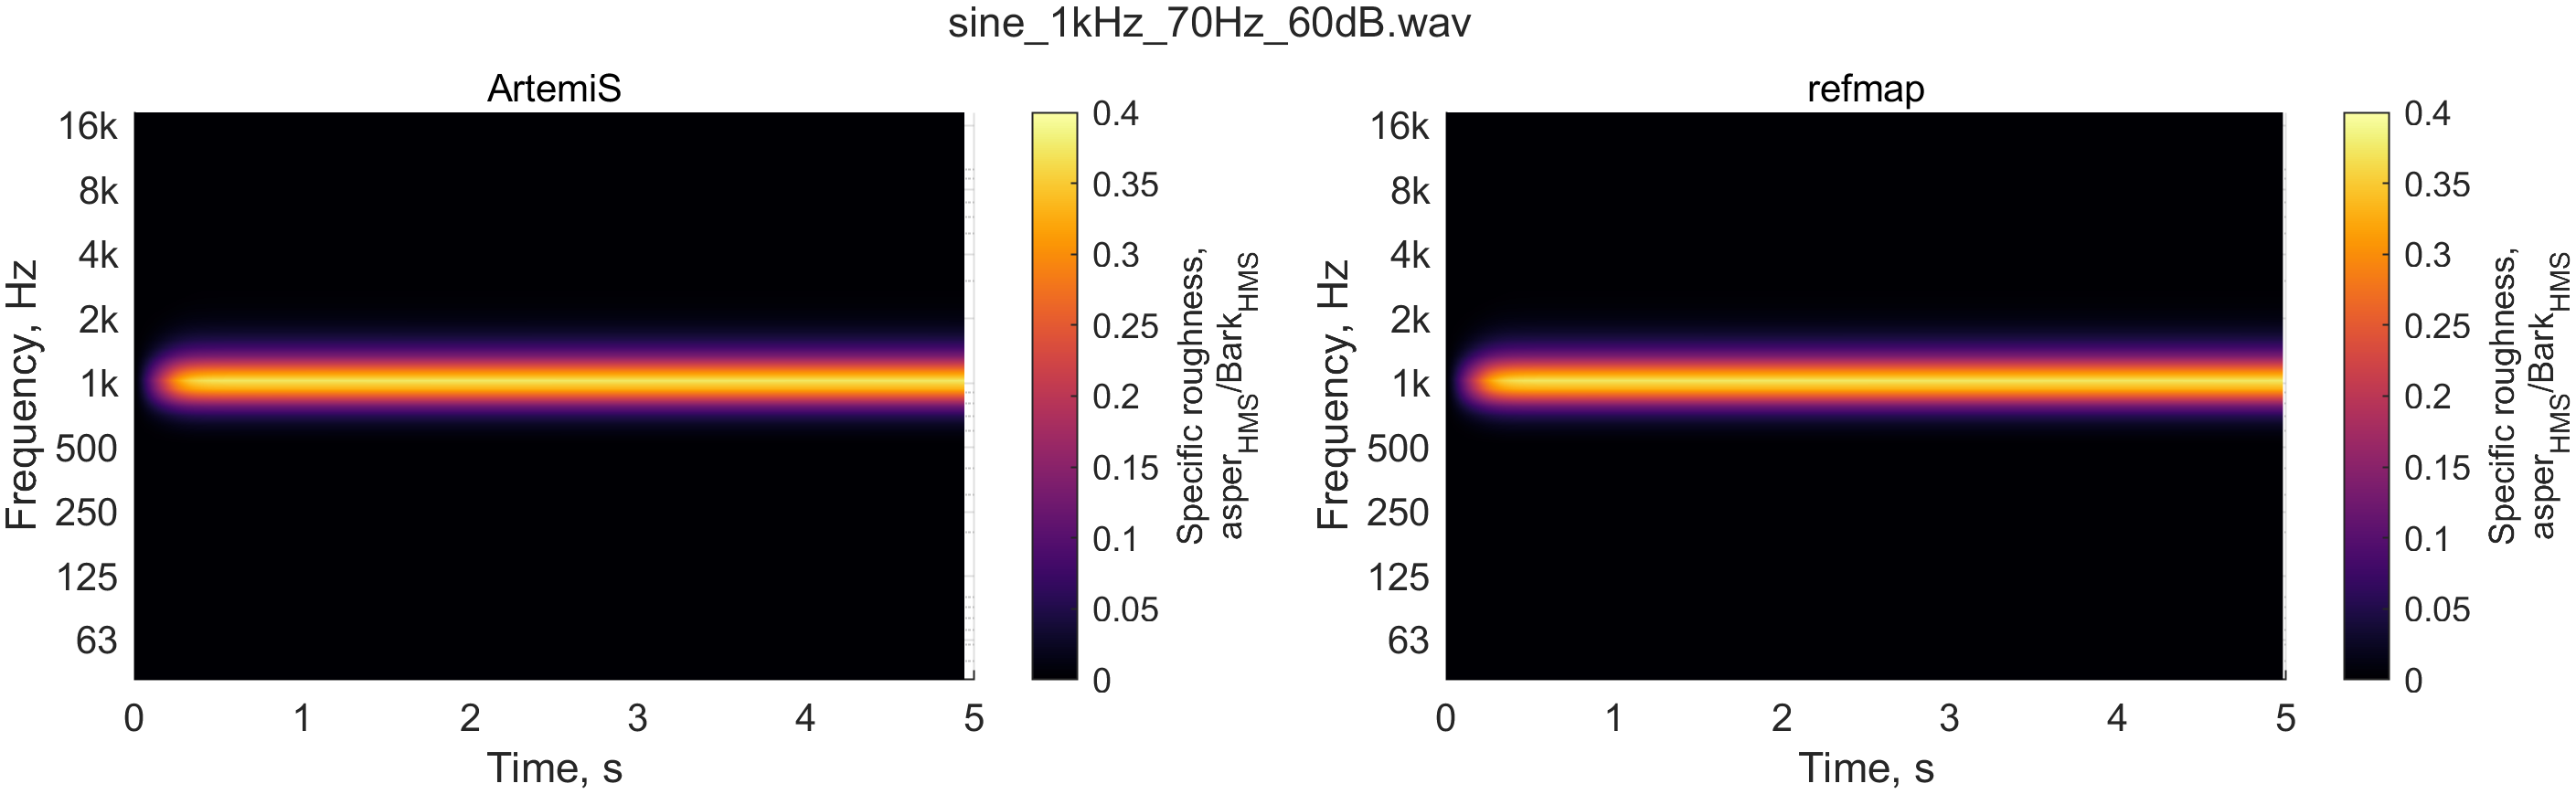 sine_1kHz_70Hz_60dB.wav
ArtemiS
16k
8k
4k
2k
1k
500
250
125
63
Frequency, Hz
0 1 2 3 4 5
Time, s
0.4
0.35
0.3
0.25
0.2
0.15
0.1
0.05
0
Specific roughness,
asperHMS/BarkHMS
refmap
16k
8k
4k
2k
1k
500
250
125
63
Frequency, Hz
0 1 2 3 4 5
Time, s
0.4
0.35
0.3
0.25
0.2
0.15
0.1
0.05
0
Specific roughness,
asperHMS/BarkHMS